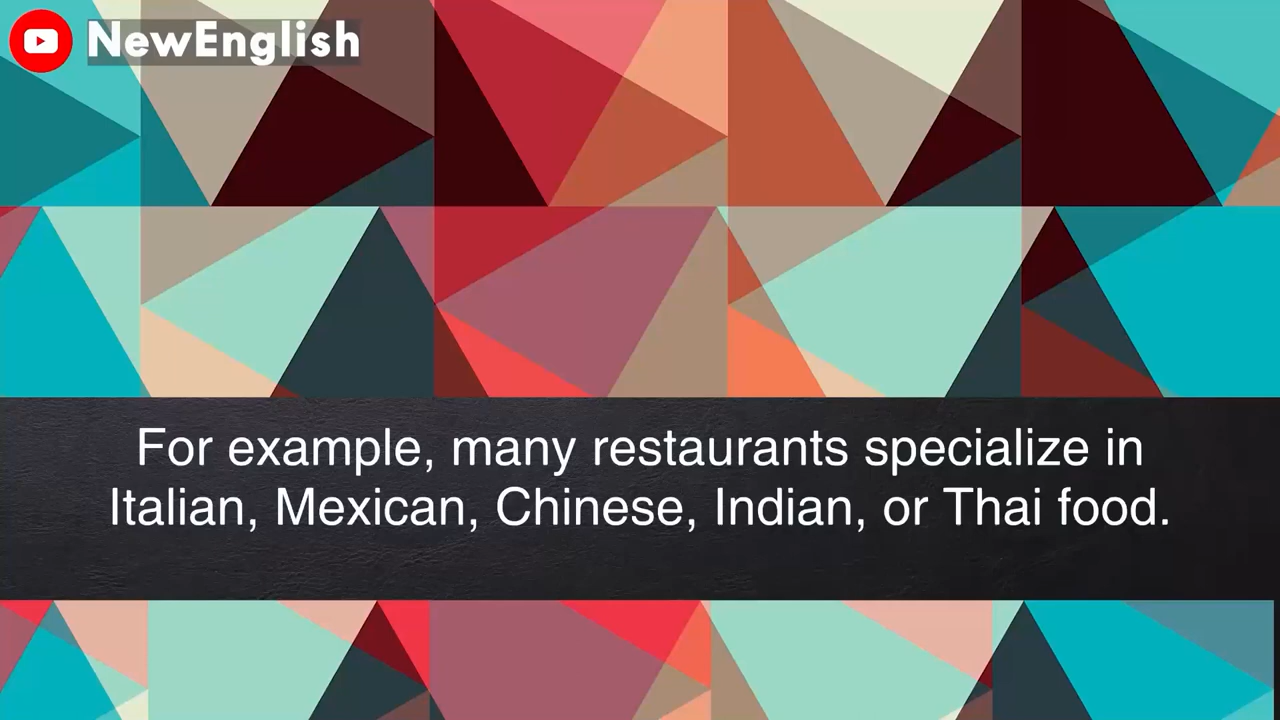 NewEnglish
For example, many restaurants specialize in
Italian, Mexican, Chinese, Indian, or Thai food.